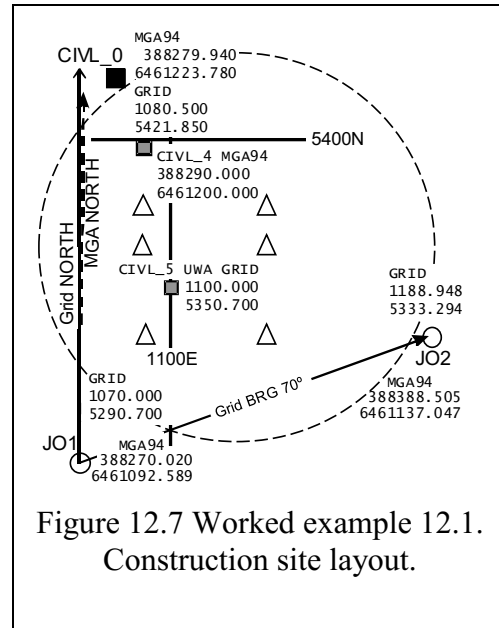 MGA94
CIVL_0
388279.940
6461223.780
GRID
1080.500
5421.850
5400N
CIVL_4 MGA94
388290.000
6461200.000
Grid NORTH
MGA NORTH
CIVL_5 UWA GRID
1100.000
5350.700
GRID
1188.948
5333.294
1100E
JO2
GRID
1070.000
5290.700
Grid BRG 70º
MGA94
388388.505
6461137.047
JO1
MGA94
388270.020
6461092.589
Figure 12.7 Worked example 12.1.
Construction site layout.